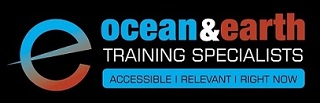 ocean&earth
TRAINING SPECIALISTS
ACCESSIBLE | RELEVANT | RIGHT NOW